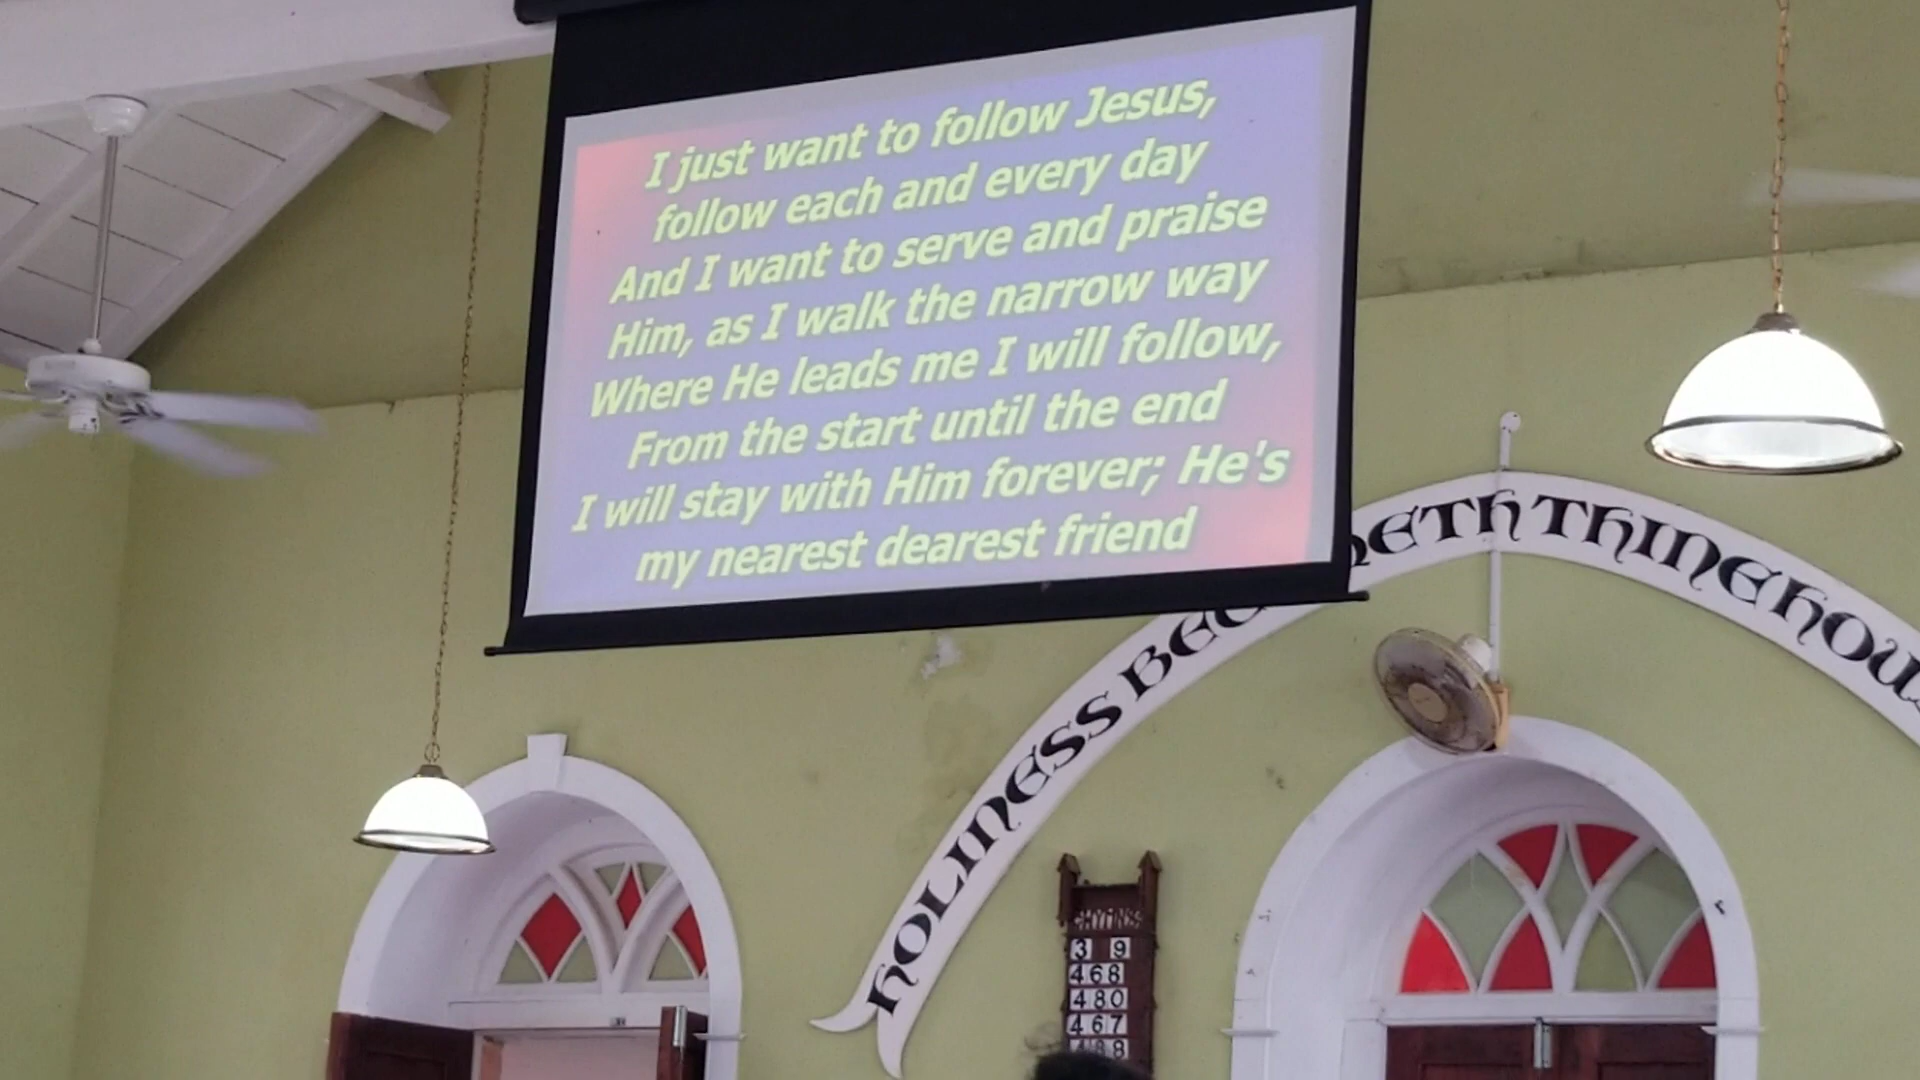 I just want to follow Jesus,
follow each and every day
And I want to serve and praise
Him, as I walk the narrow way
Where He leads me I will follow,
From the start until the end
I will stay with Him forever; He's
my nearest dearest friend
HOLINESS BEC METH THINE HOU
HYMNS
3 9
468
480
467